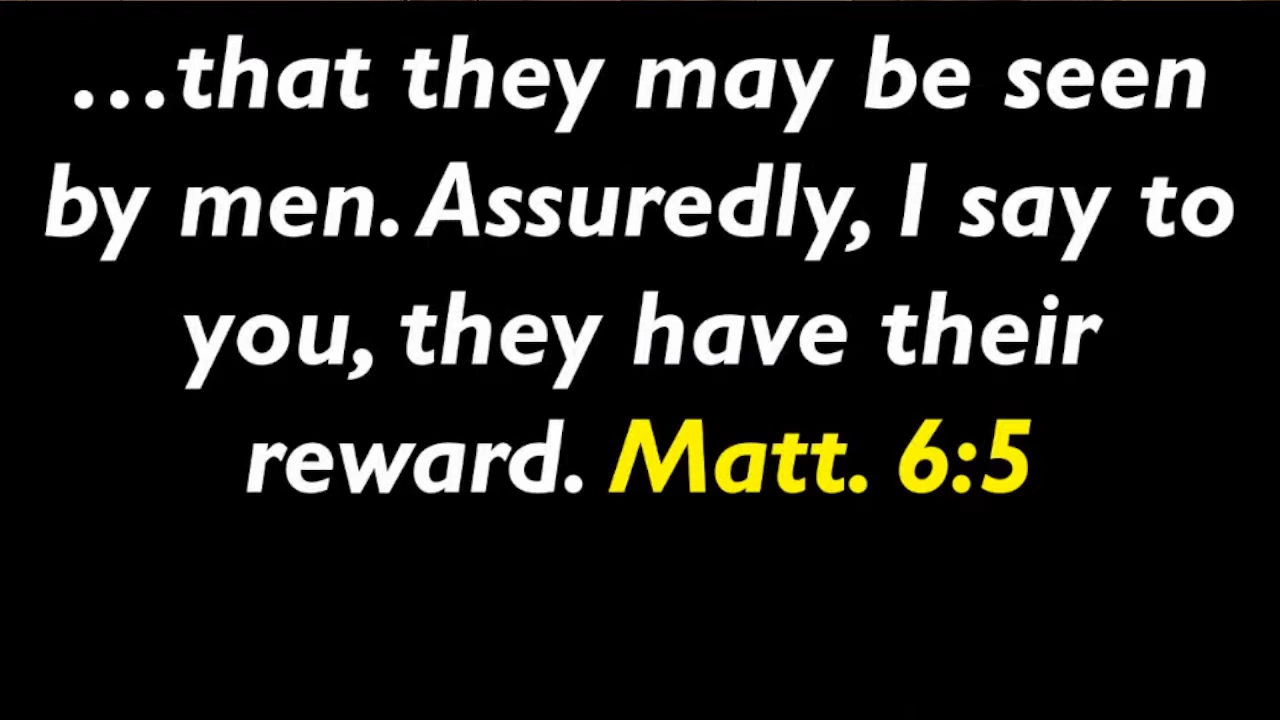 …that they may be seen
by men. Assuredly, I say to
you, they have their
reward. Matt. 6:5